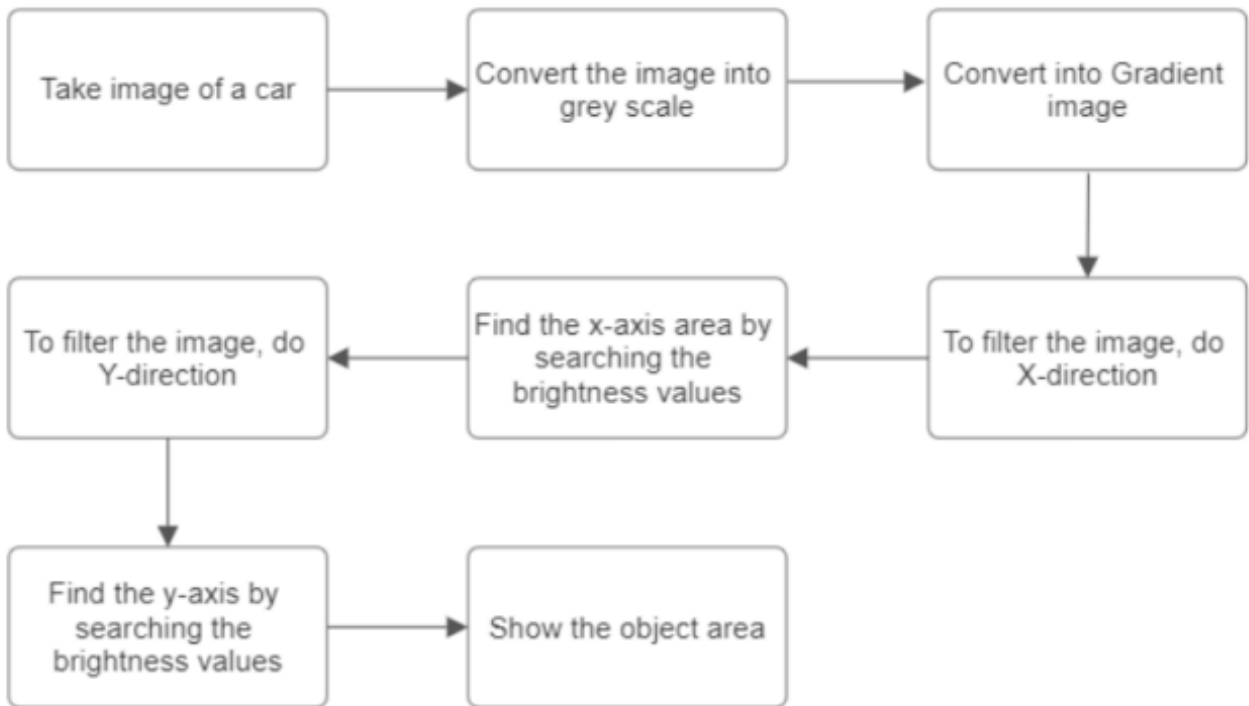 Take image of a car
Convert the image into
grey scale
Convert into Gradient
image
To filter the image, do
X-direction
Find the x-axis area by
searching the
brightness values
To filter the image, do
Y-direction
Find the y-axis by
searching the
brightness values
Show the object area